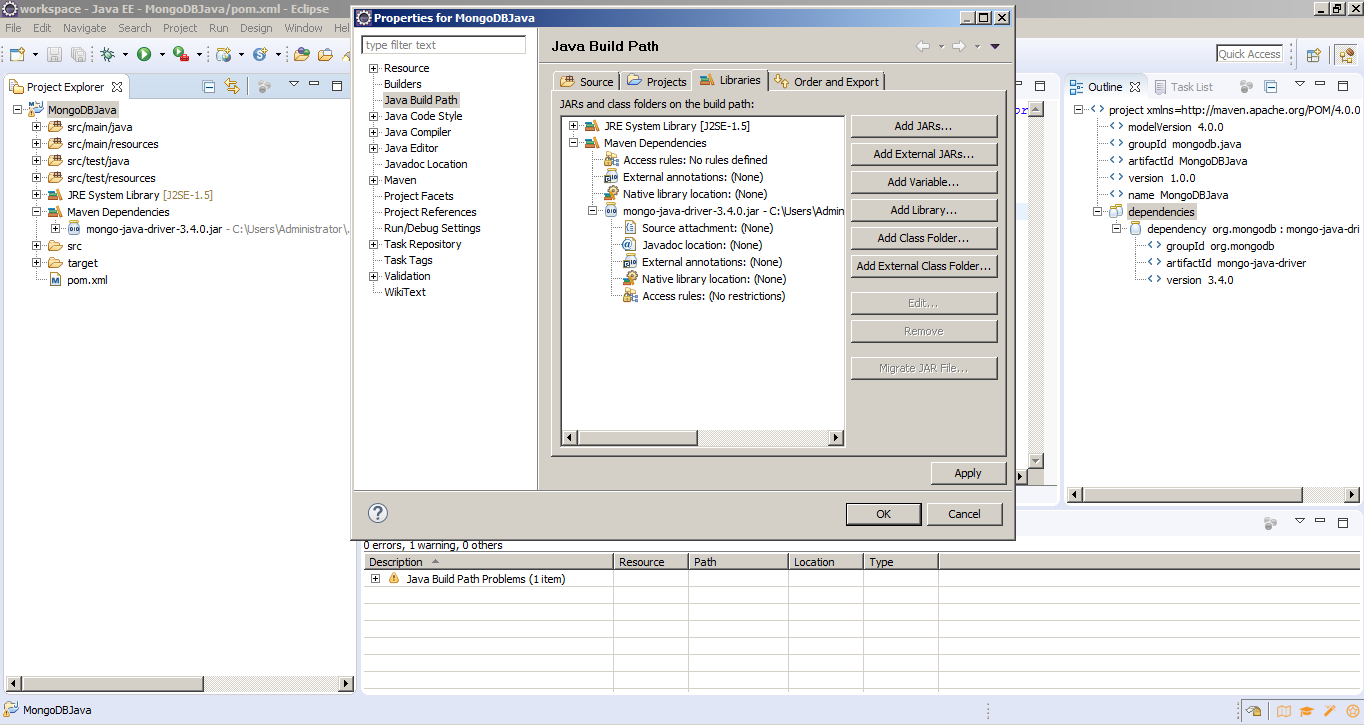 workspace - Java EE - MongoDBJava/pom.xml - Eclipse
File Edit Navigate Search Project Run Design Window
Quick Access
Project Explorer
MongoDBJava
src/main/java
src/main/resources
src/test/java
src/test/resources
JRE System Library [J2SE-1.5]
Maven Dependencies
mongo-java-driver-3.4.0.jar - C:\Users\Administrator\.
src
target
pom.xml
Properties for MongoDBJava
type filter text
Resource
Builders
Java Build Path
Java Code Style
Java Compiler
Java Editor
Javadoc Location
Maven
Project Facets
Project References
Run/Debug Settings
Task Repository
Task Tags
Validation
WikiText
Java Build Path
Source Projects Libraries Order and Export
JARs and class folders on the build path:
JRE System Library [J2SE-1.5]
Maven Dependencies
Access rules: No rules defined
External annotations: (None)
Native library location: (None)
mongo-java-driver-3.4.0.jar - C:\Users\Admin
Source attachment: (None)
Javadoc location: (None)
External annotations: (None)
Native library location: (None)
Access rules: (No restrictions)
Add JARs...
Add External JARs...
Add Variable...
Add Library...
Add Class Folder...
Add External Class Folder...
Edit...
Remove
Migrate JAR File...
Apply
OK Cancel
Outline Task List
project xmlns=http://maven.apache.org/POM/4.0.0
modelVersion 4.0.0
groupId mongodb.java
artifactId MongoDBJava
version 1.0.0
name MongoDBJava
dependencies
dependency org.mongodb : mongo-java-dri
groupId org.mongodb
artifactId mongo-java-driver
version 3.4.0
0 errors, 1 warning, 0 others
Description Resource Path Location Type
Java Build Path Problems (1 item)
MongoDBJava